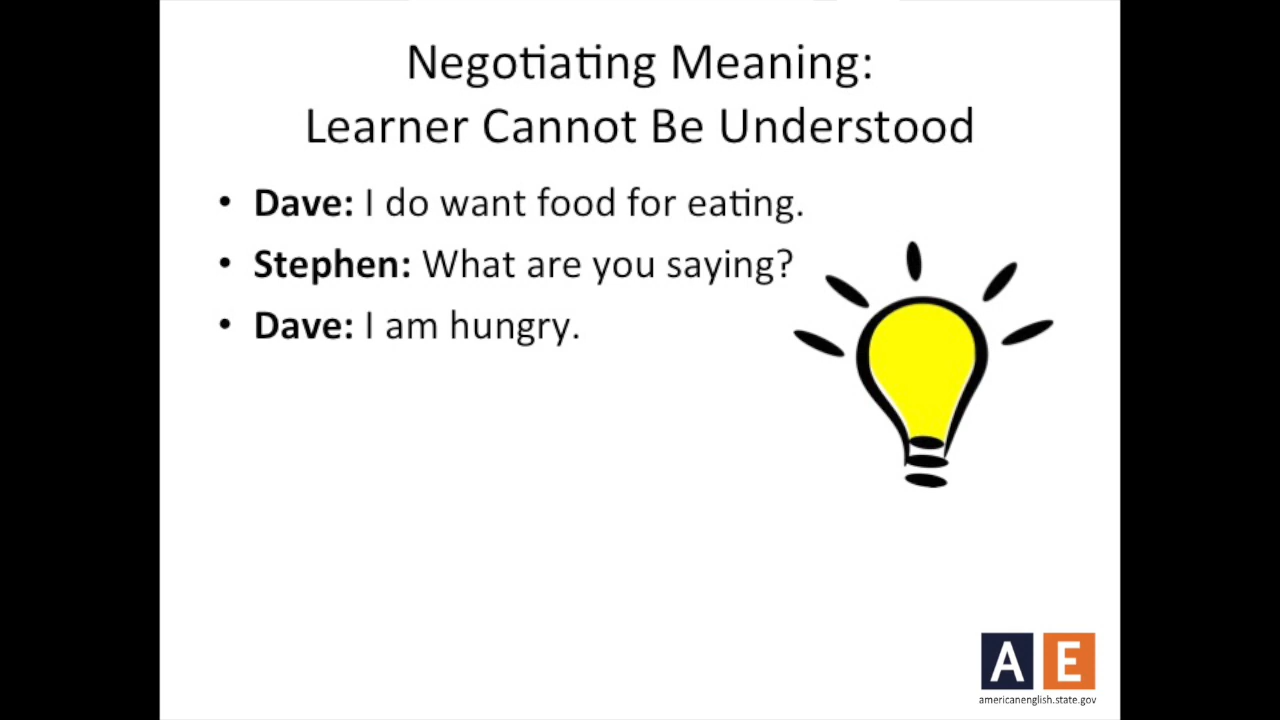 Negotiating Meaning:
Learner Cannot Be Understood
• Dave: I do want food for eating.
• Stephen: What are you saying?
• Dave: I am hungry.
A E
americanenglish.state.gov